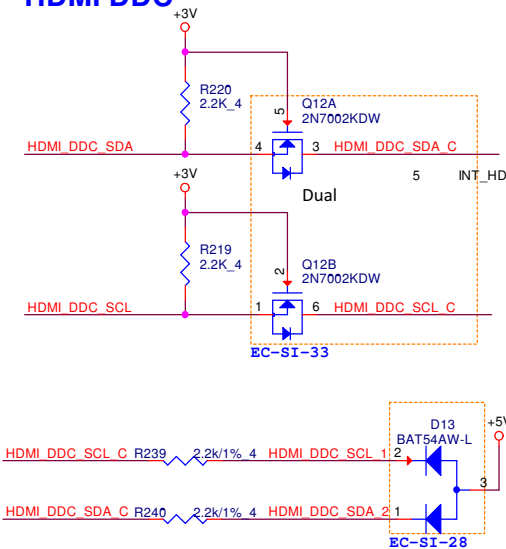 HDMI DDC
+3V
R220
2.2K_4
5
Q12A
2N7002KDW
HDMI_DDC_SDA
4
3
HDMI_DDC_SDA_C
+3V
5
INT_HD
Dual
R219
2.2K_4
2
Q12B
2N7002KDW
HDMI_DDC_SCL
1
6
HDMI_DDC_SCL_C
EC-SI-33
D13
BAT54AW-L
+5V
HDMI_DDC_SCL_C R239 2.2k/1%_4 HDMI_DDC_SCL_1 2
3
HDMI_DDC_SDA_C R240 2.2k/1%_4 HDMI_DDC_SDA_2 1
EC-SI-28